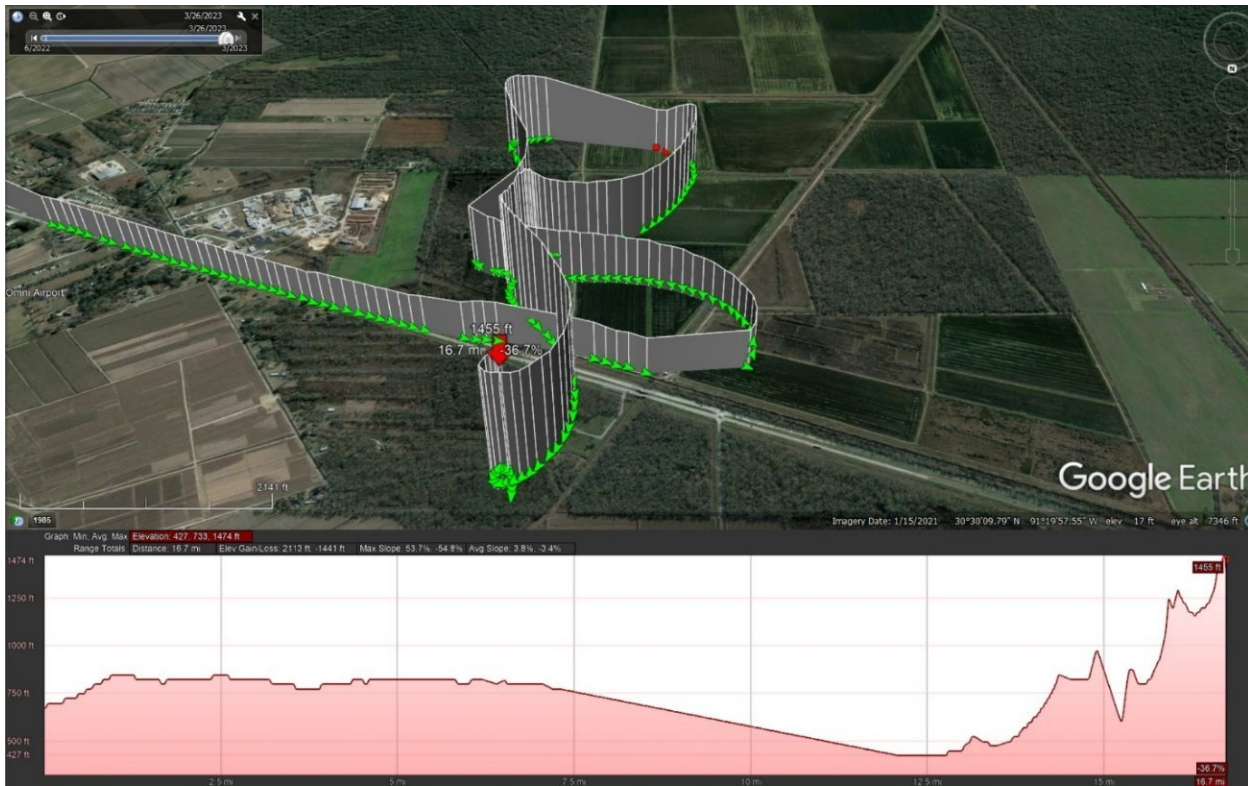 3/26/2023
3/26/2023
6/2022 3/2023
N
Omni Airport
1455 ft
16.7 mi -36.7%
2141 ft
Google Earth
1985
Imagery Date: 1/15/2021 30°30'09.79" N 91°19'57.55" W elev 17 ft eye alt 7346 ft
Graph: Min, Avg, Max Elevation: 427, 733, 1474 ft
Range Totals: Distance: 16.7 mi Elev Gain/Loss: 2113 ft, -1441 ft Max Slope: 53.7%, -54.8% Avg Slope: 3.8%, -3.4%
1474 ft
1455 ft
1250 ft
1000 ft
750 ft
500 ft
427 ft
-36.7%
2.5 mi 5 mi 7.5 mi 10 mi 12.5 mi 15 mi 16.7 mi